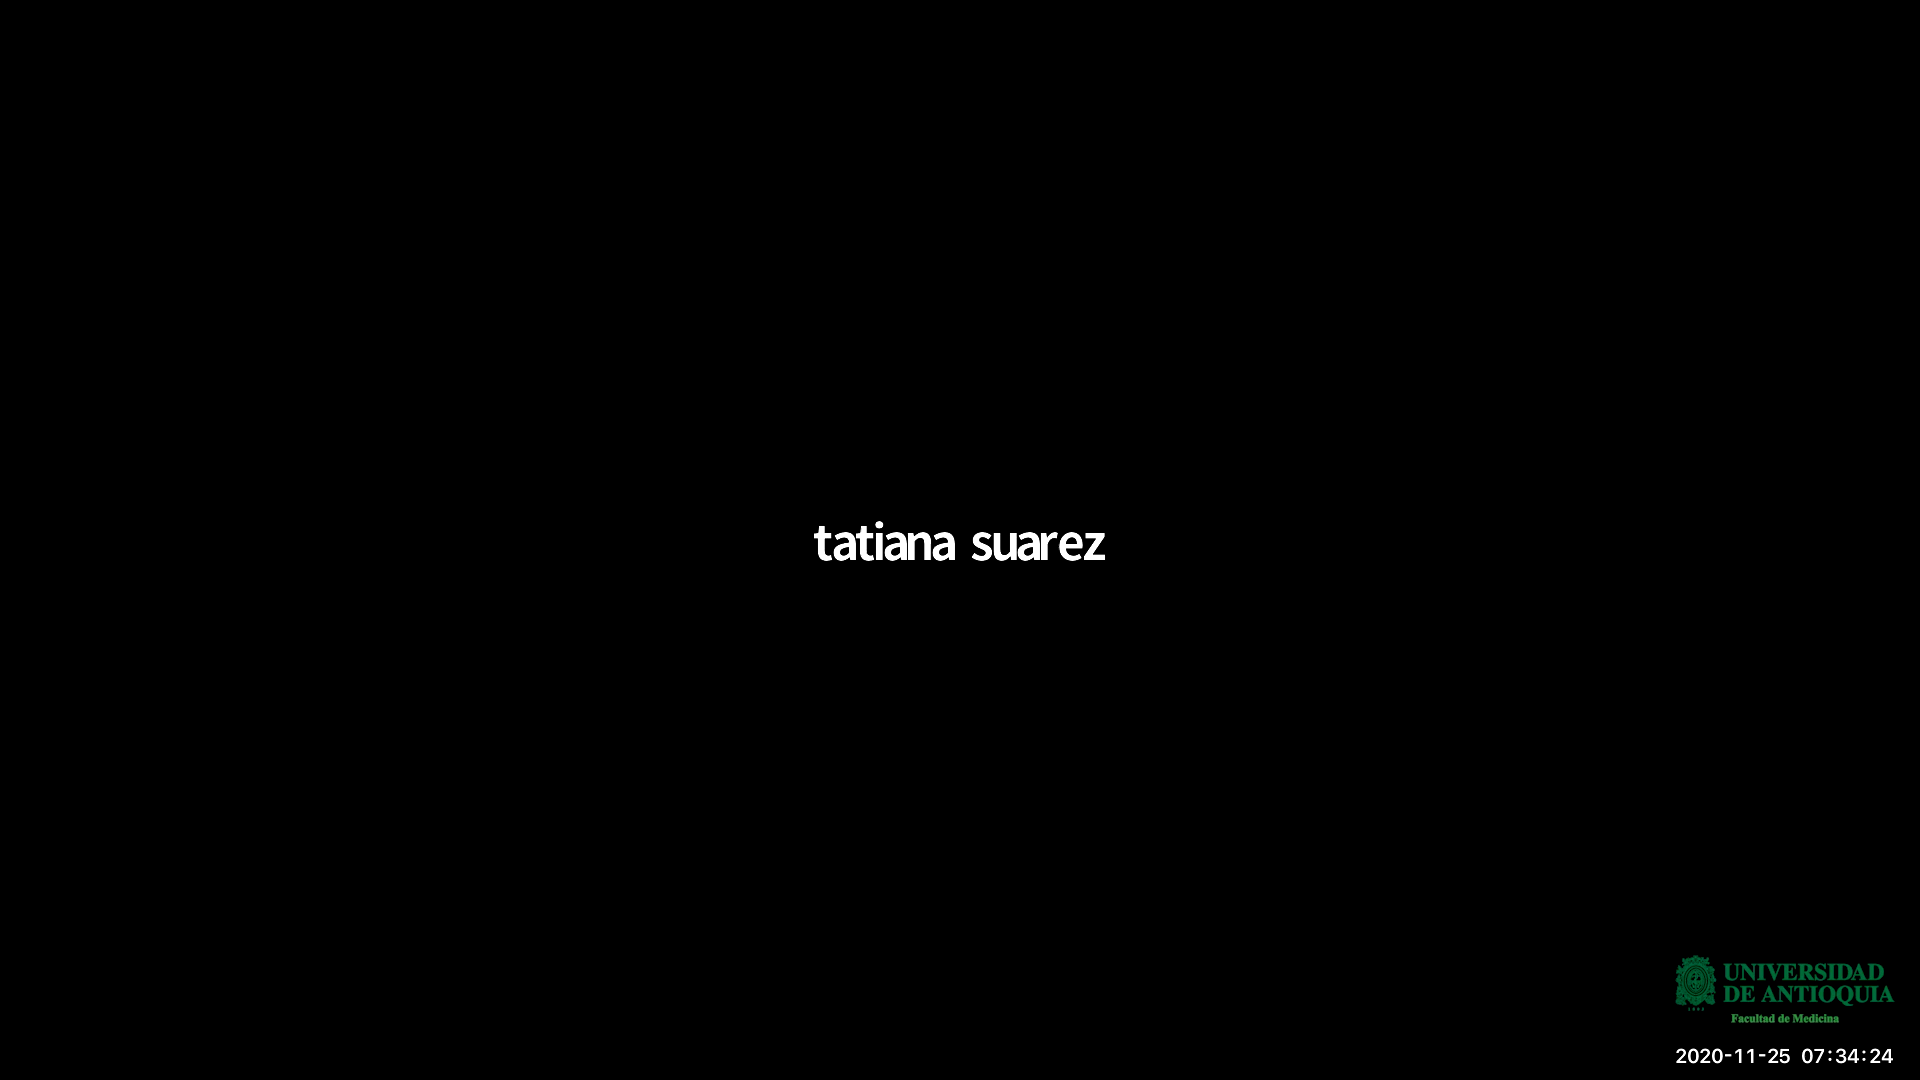 tatiana suarez
UNIVERSIDAD
DE ANTIOQUIA
Facultad de Medicina
2020-11-25 07:34:24